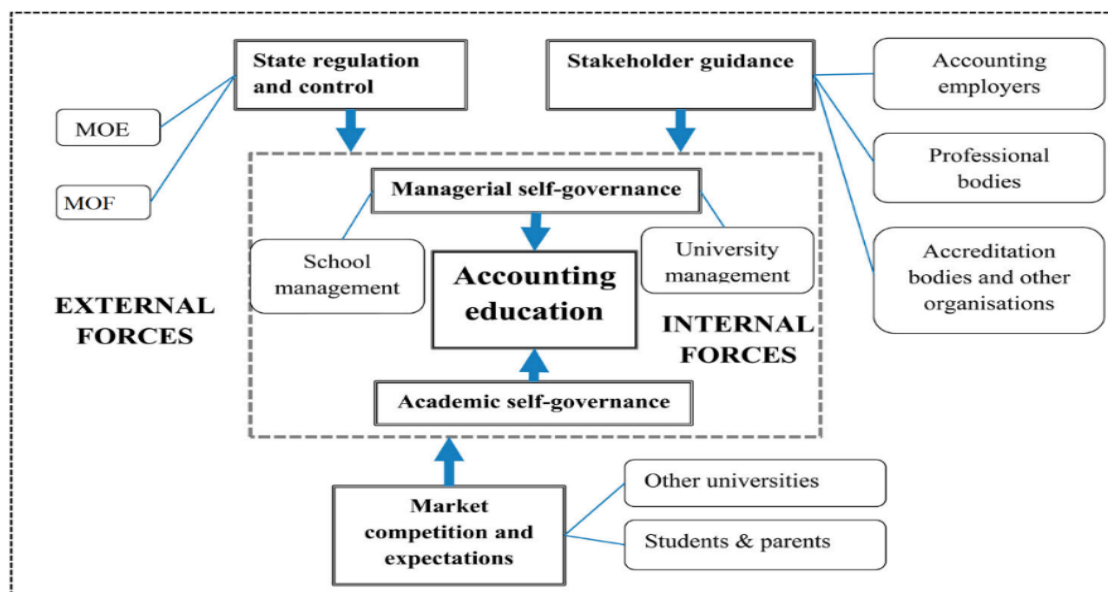 State regulation
and control
Stakeholder guidance
Accounting
employers
MOE
Professional
bodies
MOF
Managerial self-governance
School
management
University
management
Accreditation
bodies and other
organisations
Accounting
education
EXTERNAL
FORCES
INTERNAL
FORCES
Academic self-governance
Market
competition and
expectations
Other universities
Students & parents